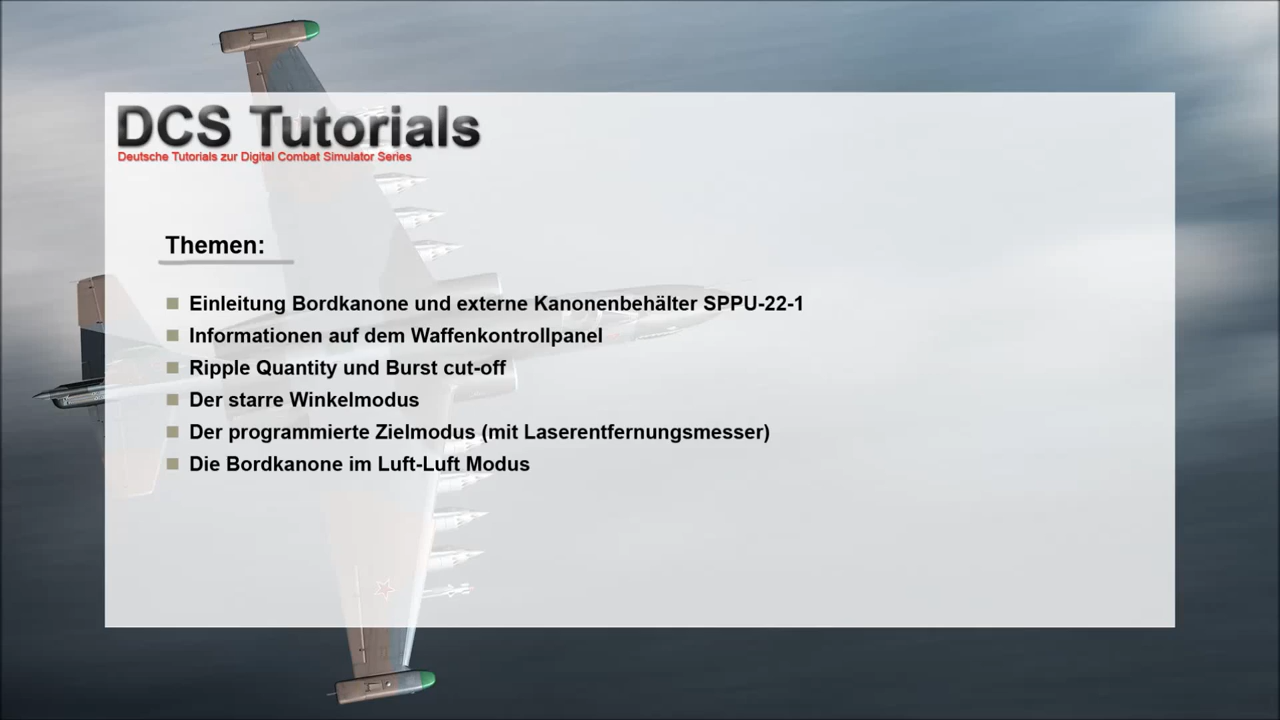 DCS Tutorials
Deutsche Tutorials zur Digital Combat Simulator Series
Themen:
Einleitung Bordkanone und externe Kanonenbehälter SPPU-22-1
Informationen auf dem Waffenkontrollpanel
Ripple Quantity und Burst cut-off
Der starre Winkelmodus
Der programmierte Zielmodus (mit Laserentfernungsmesser)
Die Bordkanone im Luft-Luft Modus